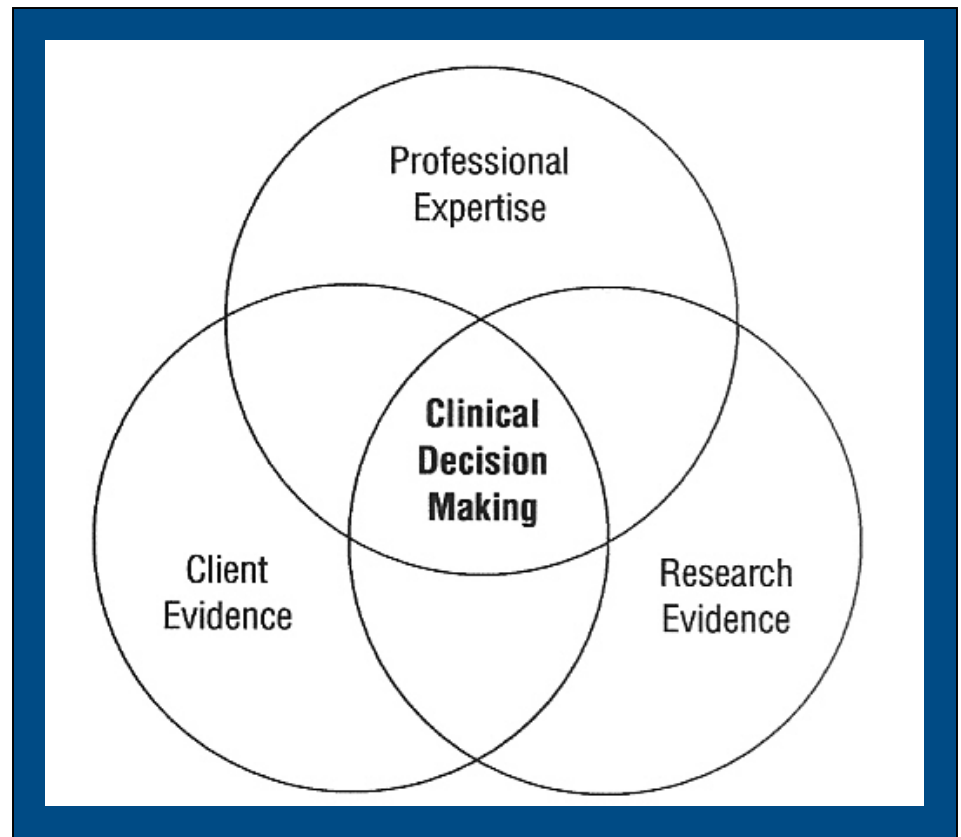 Professional
Expertise
Clinical
Decision
Making
Client
Evidence
Research
Evidence